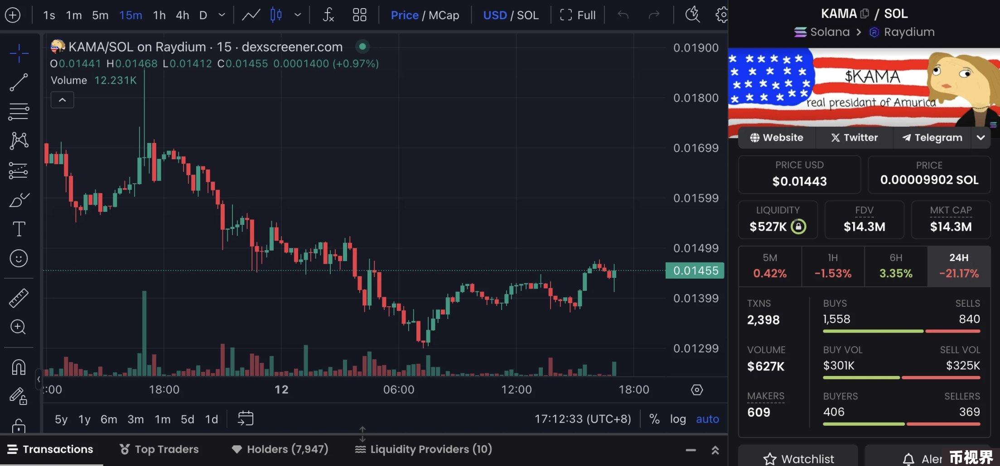 1s 1m 5m 15m 1h 4h D Price / MCap USD / SOL Full
KAMA/SOL on Raydium · 15 · dexscreener.com
O0.01441 H0.01468 L0.01412 C0.01455 0.0001400 (+0.97%)
Volume 12.231K
0.01900
0.01800
0.01699
0.01599
0.01499
0.01455
0.01399
0.01299
:00 18:00 12 06:00 12:00 18:00
5y 1y 6m 3m 1m 5d 1d 17:12:33 (UTC+8) % log auto
Transactions Top Traders Holders (7,947) Liquidity Providers (10)
KAMA / SOL
Solana > Raydium
$KAMA
real presidant of Amurica
Website Twitter Telegram
PRICE USD PRICE
$0.01443 0.00009902 SOL
LIQUIDITY FDV MKT CAP
$527K $14.3M $14.3M
5M 1H 6H 24H
0.42% -1.53% 3.35% -21.17%
TXNS BUYS SELLS
2,398 1,558 840
VOLUME BUY VOL SELL VOL
$627K $301K $325K
MAKERS BUYERS SELLERS
609 406 369
Watchlist Aler
币视界